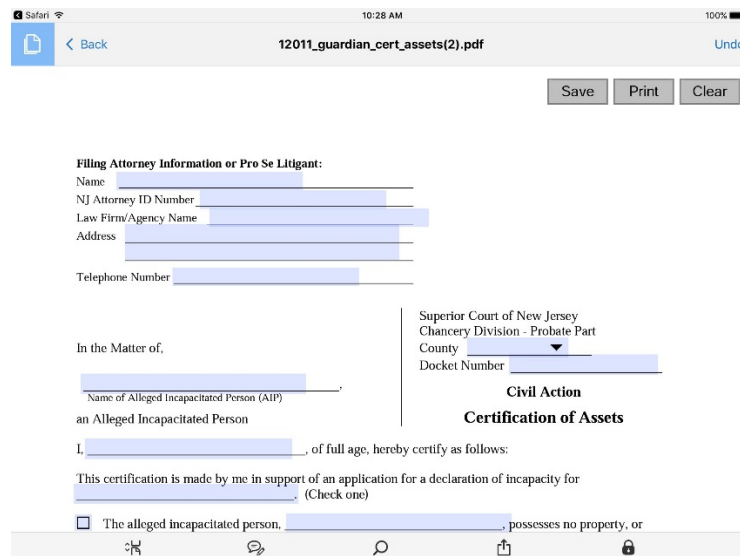 Safari 10:28 AM 100%
Back 12011_guardian_cert_assets(2).pdf Undo
Save Print Clear
Filing Attorney Information or Pro Se Litigant:
Name
NJ Attorney ID Number
Law Firm/Agency Name
Address
Telephone Number
Superior Court of New Jersey
Chancery Division - Probate Part
In the Matter of,
County
Docket Number
,
Name of Alleged Incapacitated Person (AIP)
Civil Action
an Alleged Incapacitated Person
Certification of Assets
I, , of full age, hereby certify as follows:
This certification is made by me in support of an application for a declaration of incapacity for
. (Check one)
The alleged incapacitated person, , possesses no property, or